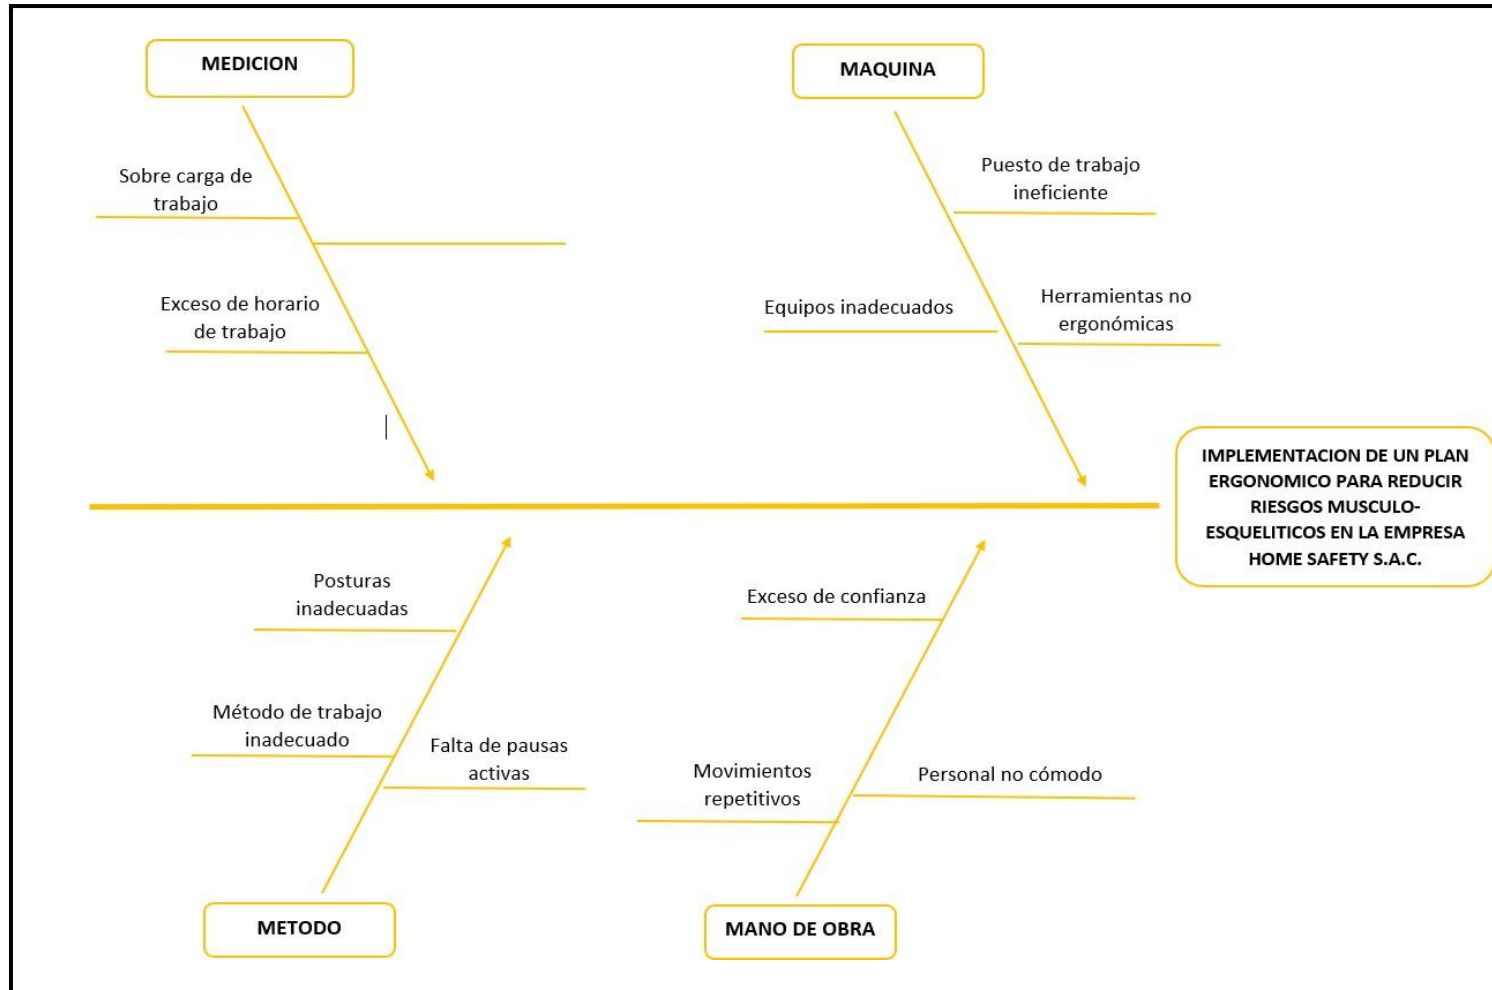 MEDICION
MAQUINA
Sobre carga de
trabajo
Puesto de trabajo
ineficiente
Exceso de horario
de trabajo
Equipos inadecuados
Herramientas no
ergonómicas
IMPLEMENTACION DE UN PLAN
ERGONOMICO PARA REDUCIR
RIESGOS MUSCULO-
ESQUELITICOS EN LA EMPRESA
HOME SAFETY S.A.C.
Posturas
inadecuadas
Exceso de confianza
Método de trabajo
inadecuado
Falta de pausas
activas
Movimientos
repetitivos
Personal no cómodo
METODO
MANO DE OBRA